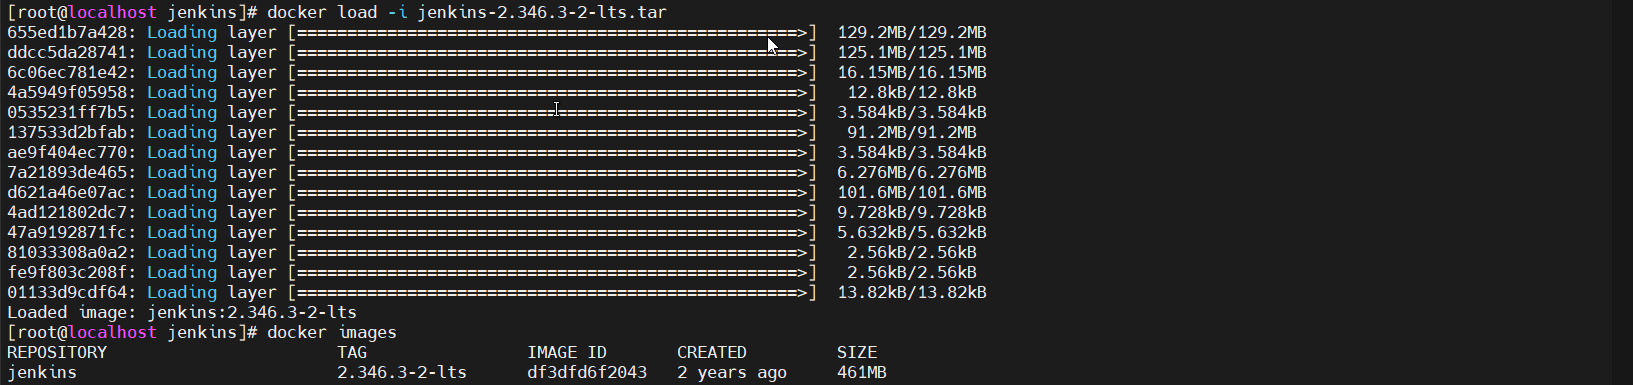 [root@localhost jenkins]# docker load -i jenkins-2.346.3-2-lts.tar
655ed1b7a428: Loading layer [==================================================>]  129.2MB/129.2MB
ddcc5da28741: Loading layer [==================================================>]  125.1MB/125.1MB
6c06ec781e42: Loading layer [==================================================>]  16.15MB/16.15MB
4a5949f05958: Loading layer [==================================================>]   12.8kB/12.8kB
0535231ff7b5: Loading layer [==================================================>]  3.584kB/3.584kB
137533d2bfab: Loading layer [==================================================>]   91.2MB/91.2MB
ae9f404ec770: Loading layer [==================================================>]  3.584kB/3.584kB
7a21893de465: Loading layer [==================================================>]  6.276MB/6.276MB
d621a46e07ac: Loading layer [==================================================>]  101.6MB/101.6MB
4ad121802dc7: Loading layer [==================================================>]  9.728kB/9.728kB
47a9192871fc: Loading layer [==================================================>]  5.632kB/5.632kB
81033308a0a2: Loading layer [==================================================>]   2.56kB/2.56kB
fe9f803c208f: Loading layer [==================================================>]   2.56kB/2.56kB
01133d9cdf64: Loading layer [==================================================>]  13.82kB/13.82kB
Loaded image: jenkins:2.346.3-2-lts
[root@localhost jenkins]# docker images
REPOSITORY                       TAG                IMAGE ID       CREATED         SIZE
jenkins                          2.346.3-2-lts      df3dfd6f2043   2 years ago     461MB